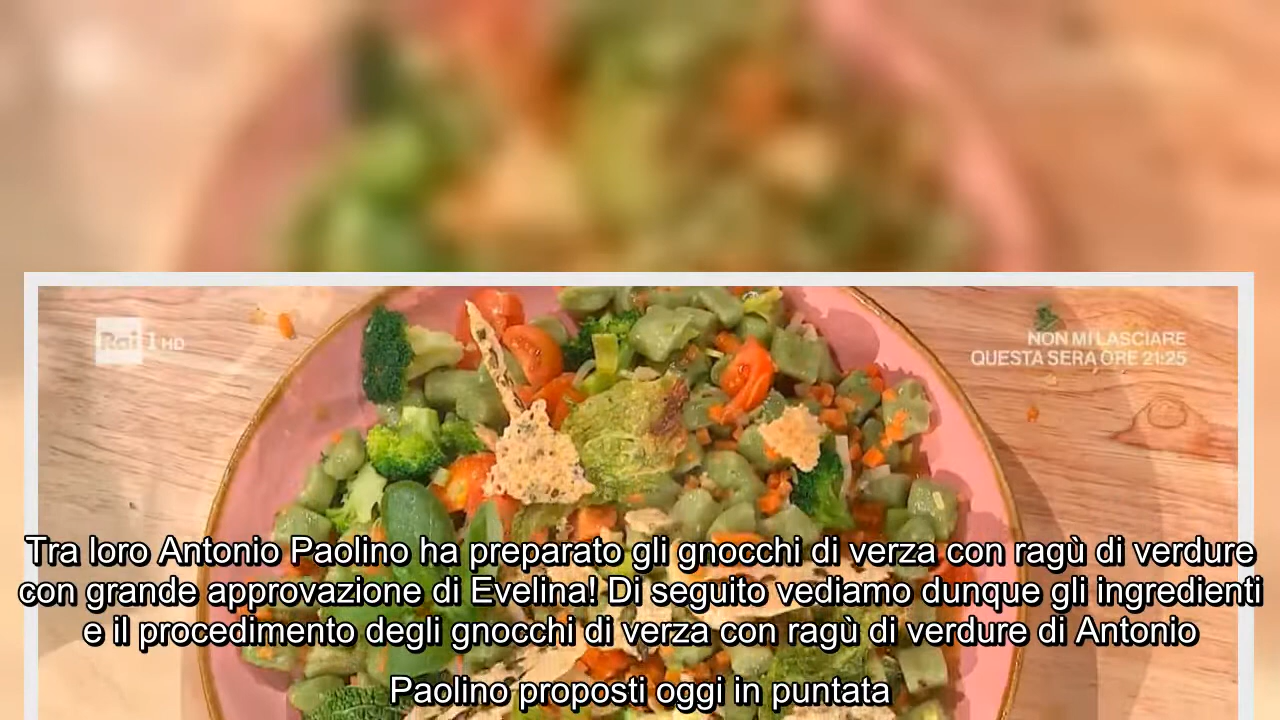 Rai 1 HD
NON MI LASCIARE
QUESTA SERA ORE 21:25
Tra loro Antonio Paolino ha preparato gli gnocchi di verza con ragù di verdure
con grande approvazione di Evelina! Di seguito vediamo dunque gli ingredienti
e il procedimento degli gnocchi di verza con ragù di verdure di Antonio
Paolino proposti oggi in puntata